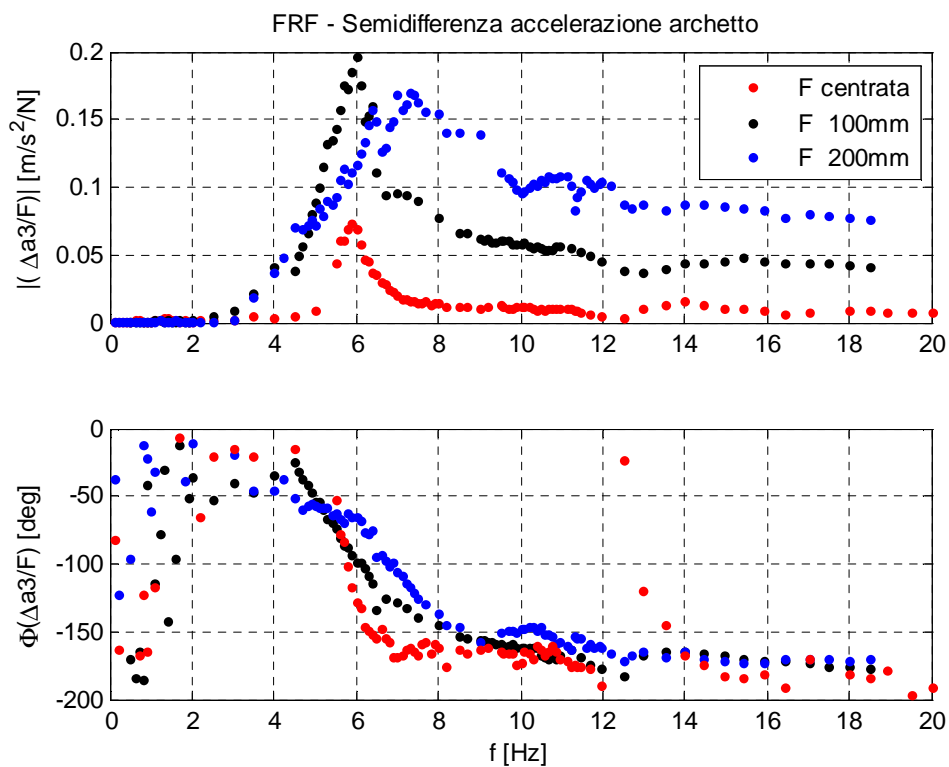 FRF - Semidifferenza accelerazione archetto
|( Δa3/F)| [m/s²/N]
0.2
0.15
0.1
0.05
0
F centrata
F 100mm
F 200mm
0 2 4 6 8 10 12 14 16 18 20
Φ(Δa3/F) [deg]
0
-50
-100
-150
-200
0 2 4 6 8 10 12 14 16 18 20
f [Hz]